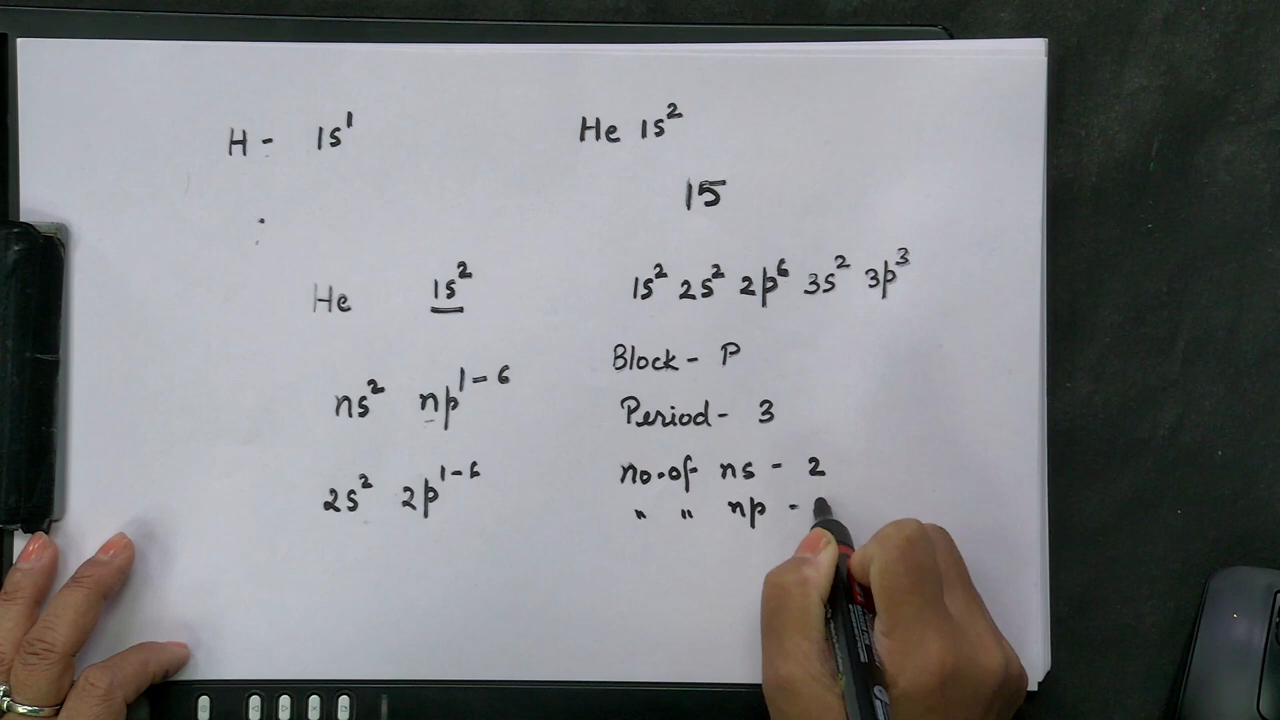 H - 1s¹
He 1s²
ns² np¹⁻⁶
2s² 2p¹⁻⁶
He 1s²
15
1s² 2s² 2p⁶ 3s² 3p³
Block - P
Period - 3
no. of ns - 2
" " np -